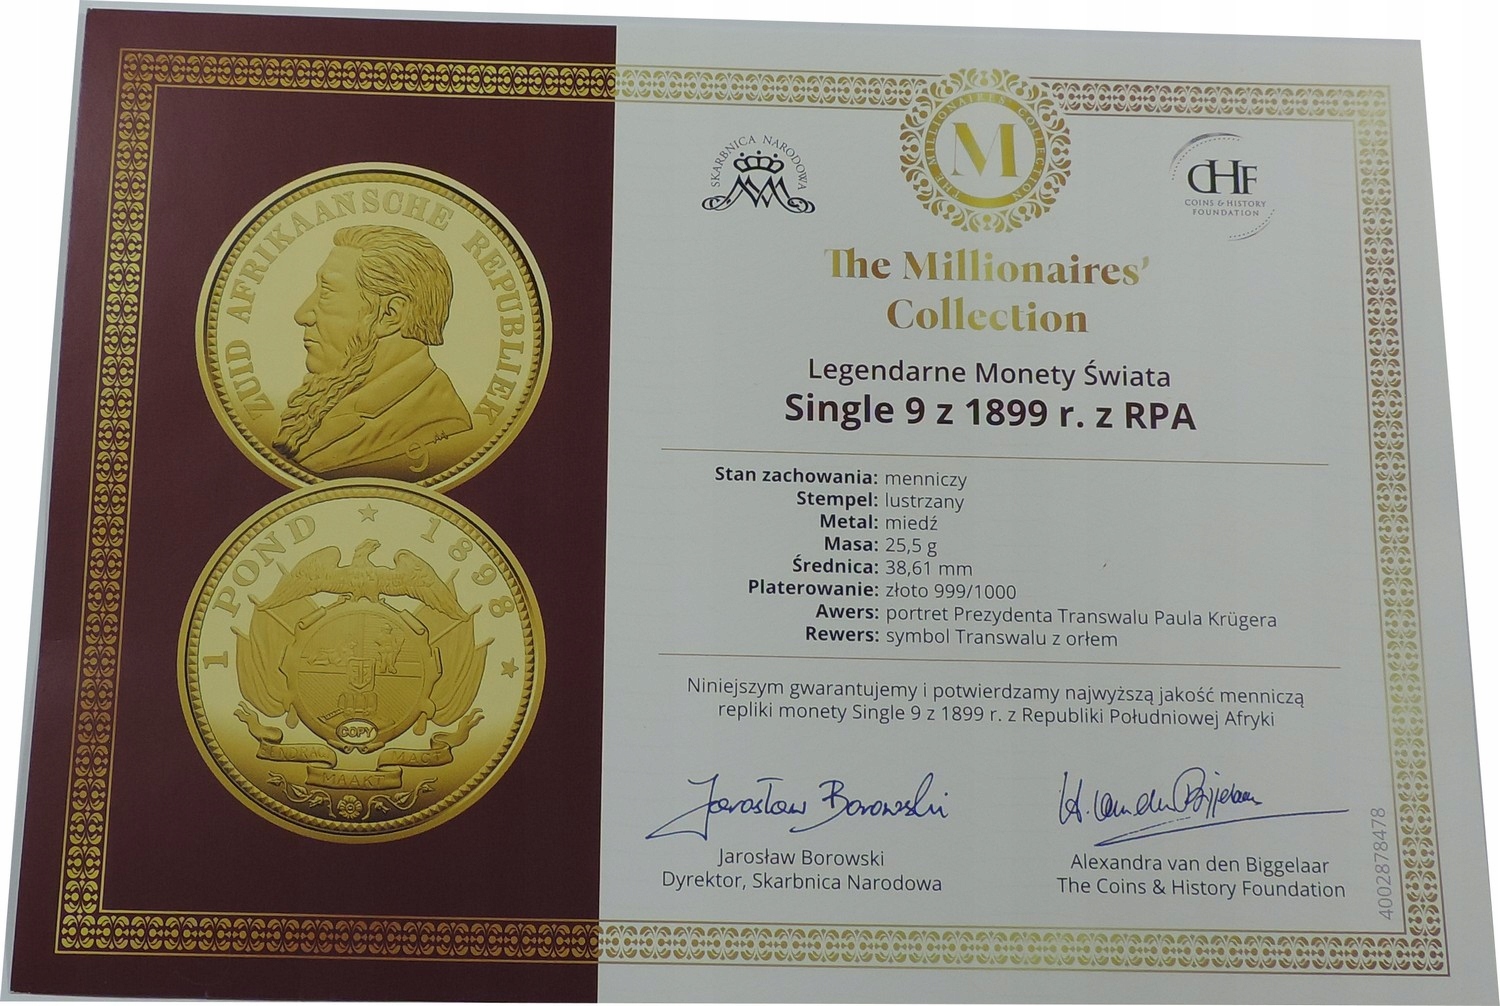 ZUID AFRIKAANSCHE REPUBLIEK
9
1 POND 1898
COPY
EENDRAGT MAAKT MAGT
THE MILLIONAIRES COLLECTION
M
SKARBNICA NARODOWA
CHF
COINS & HISTORY
FOUNDATION
The Millionaires'
Collection
Legendarne Monety Świata
Single 9 z 1899 r. z RPA
Stan zachowania: menniczy
Stempel: lustrzany
Metal: miedź
Masa: 25,5 g
Średnica: 38,61 mm
Platerowanie: złoto 999/1000
Awers: portret Prezydenta Transwalu Paula Krügera
Rewers: symbol Transwalu z orłem
Niniejszym gwarantujemy i potwierdzamy najwyższą jakość menniczą
repliki monety Single 9 z 1899 r. z Republiki Południowej Afryki
Jarosław Borowski
Jarosław Borowski
Dyrektor, Skarbnica Narodowa
Alexandra van den Biggelaar
The Coins & History Foundation
4002878478